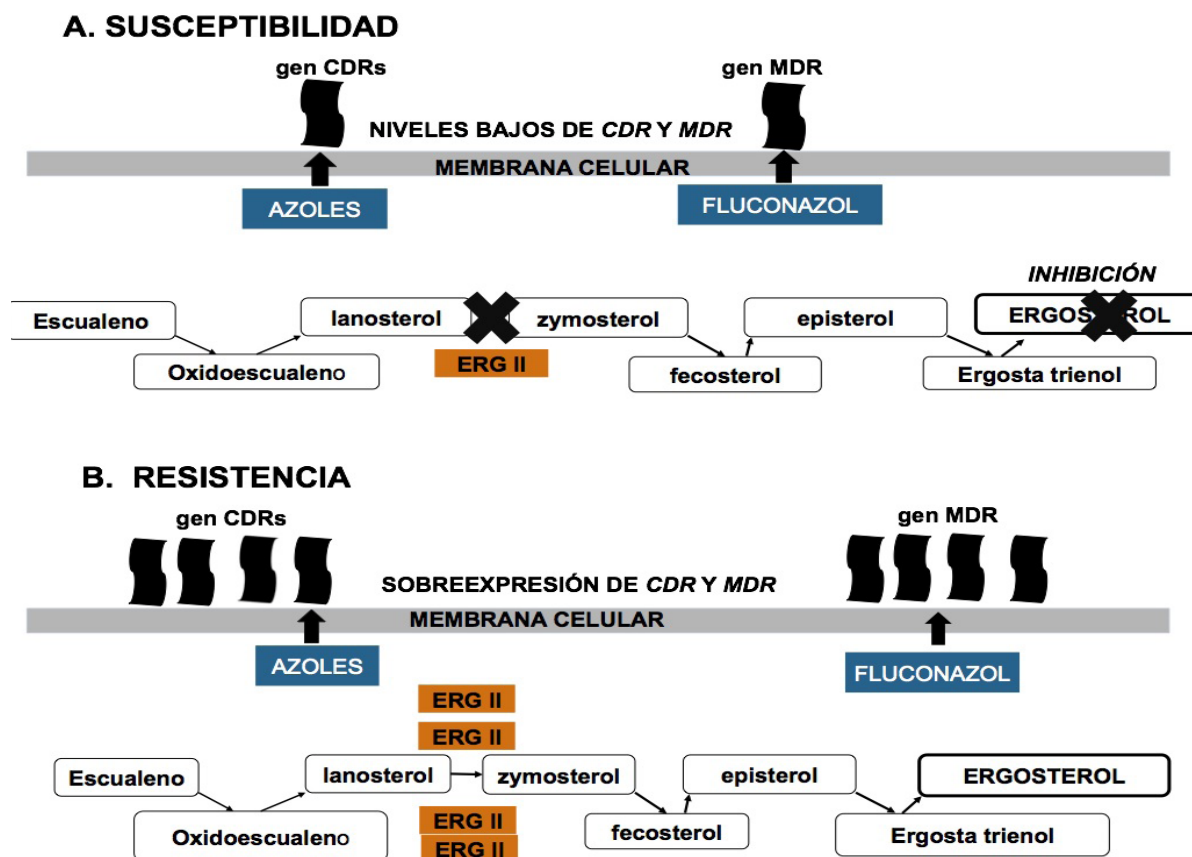 A. SUSCEPTIBILIDAD
gen CDRs
gen MDR
NIVELES BAJOS DE CDR Y MDR
MEMBRANA CELULAR
AZOLES
FLUCONAZOL
INHIBICIÓN
Escualeno
Oxidoescualeno
lanosterol
zymosterol
ERG II
fecosterol
episterol
Ergosta trienol
ERGOSTEROL
B. RESISTENCIA
gen CDRs
gen MDR
SOBREEXPRESIÓN DE CDR Y MDR
MEMBRANA CELULAR
AZOLES
FLUCONAZOL
ERG II
ERG II
Escualeno
Oxidoescualeno
lanosterol
zymosterol
ERG II
ERG II
fecosterol
episterol
Ergosta trienol
ERGOSTEROL